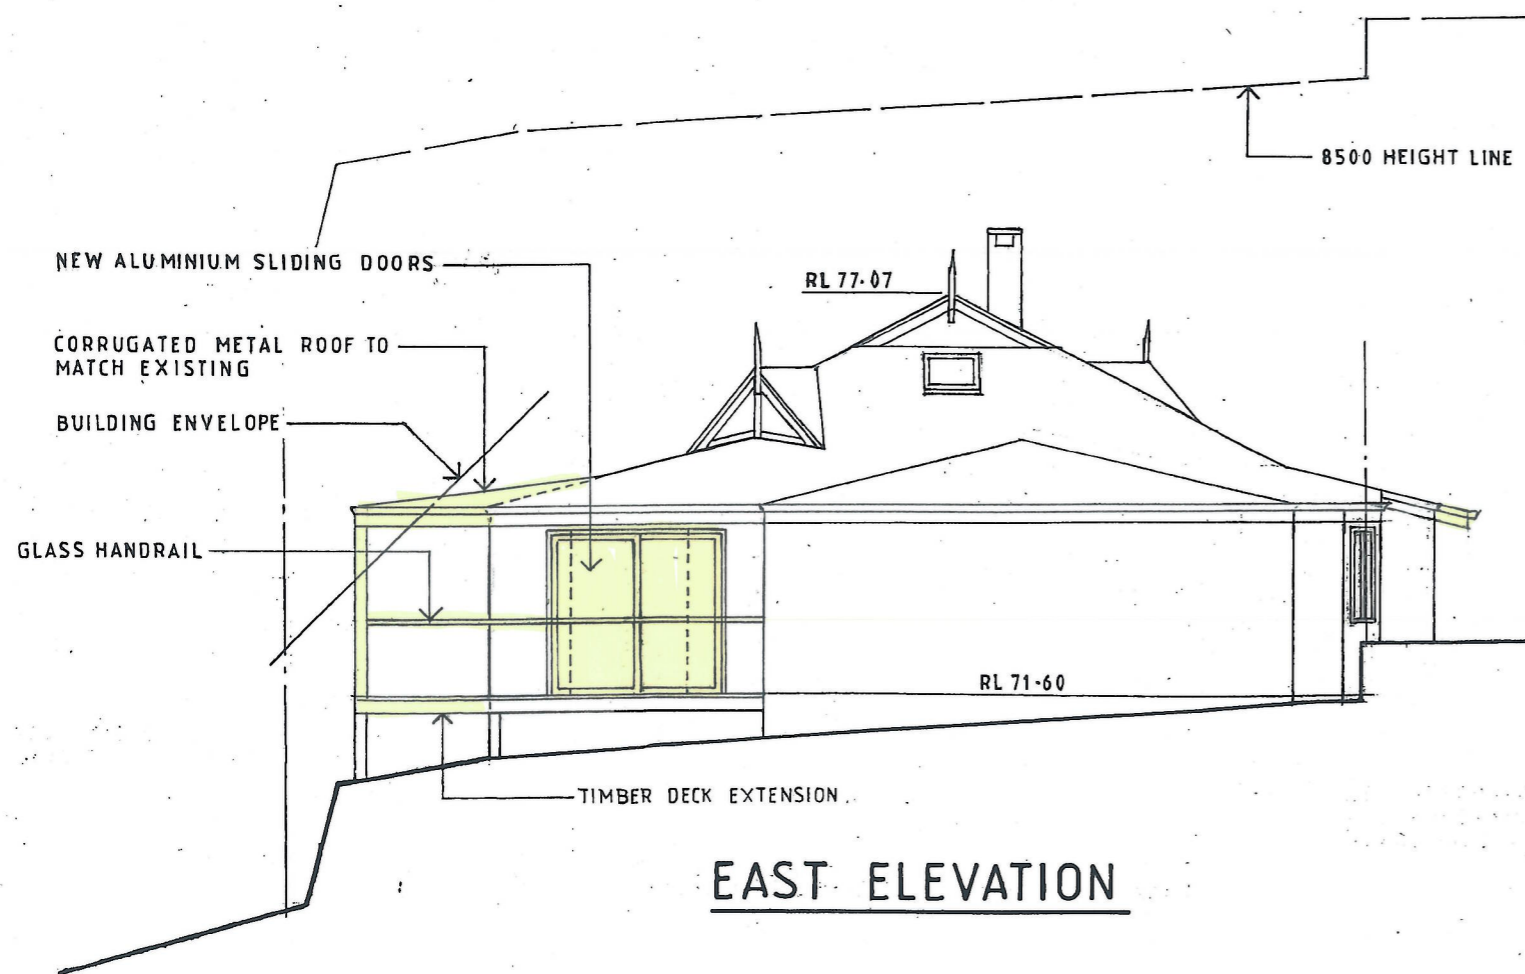 8500 HEIGHT LINE
NEW ALUMINIUM SLIDING DOORS
RL 77.07
CORRUGATED METAL ROOF TO
MATCH EXISTING
BUILDING ENVELOPE
GLASS HANDRAIL
RL 71.60
TIMBER DECK EXTENSION
EAST ELEVATION